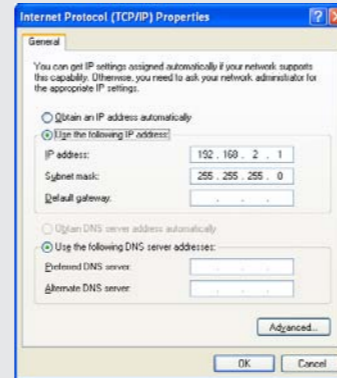 Internet Protocol (TCP/IP) Properties
General
You can get IP settings assigned automatically if your network supports
this capability. Otherwise, you need to ask your network administrator for
the appropriate IP settings.
Obtain an IP address automatically
Use the following IP address:
IP address: 192 . 168 . 2 . 1
Subnet mask: 255 . 255 . 255 . 0
Default gateway: . . .
Obtain DNS server address automatically
Use the following DNS server addresses:
Preferred DNS server: . . .
Alternate DNS server: . . .
Advanced...
OK Cancel